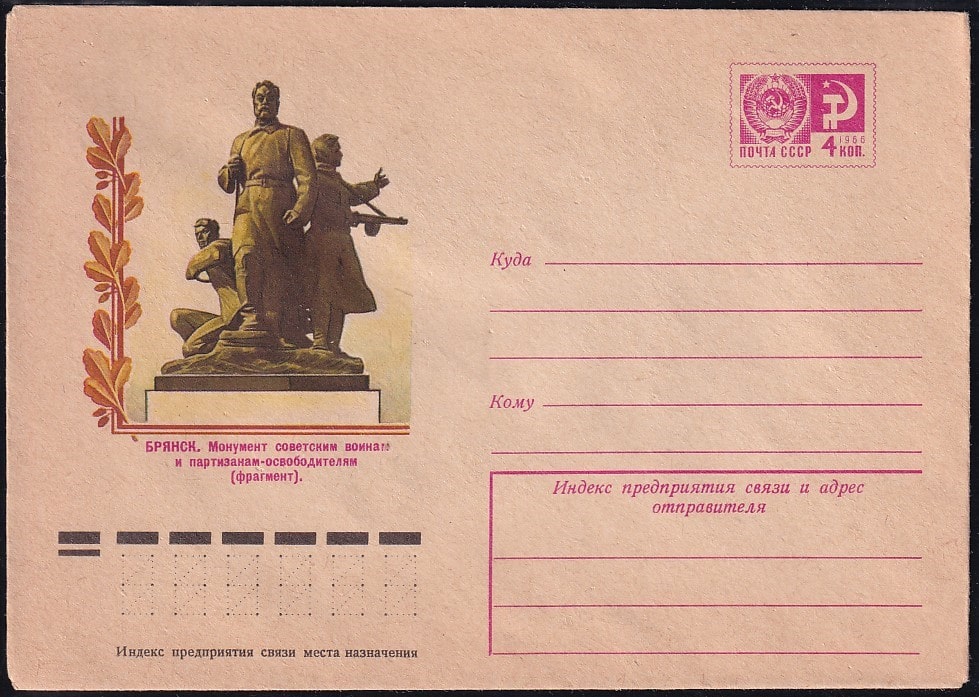 1966
ПОЧТА СССР 4 КОП.
Куда
Кому
БРЯНСК. Монумент советским воинам
и партизанам-освободителям
(фрагмент).
Индекс предприятия связи и адрес
отправителя
Индекс предприятия связи места назначения